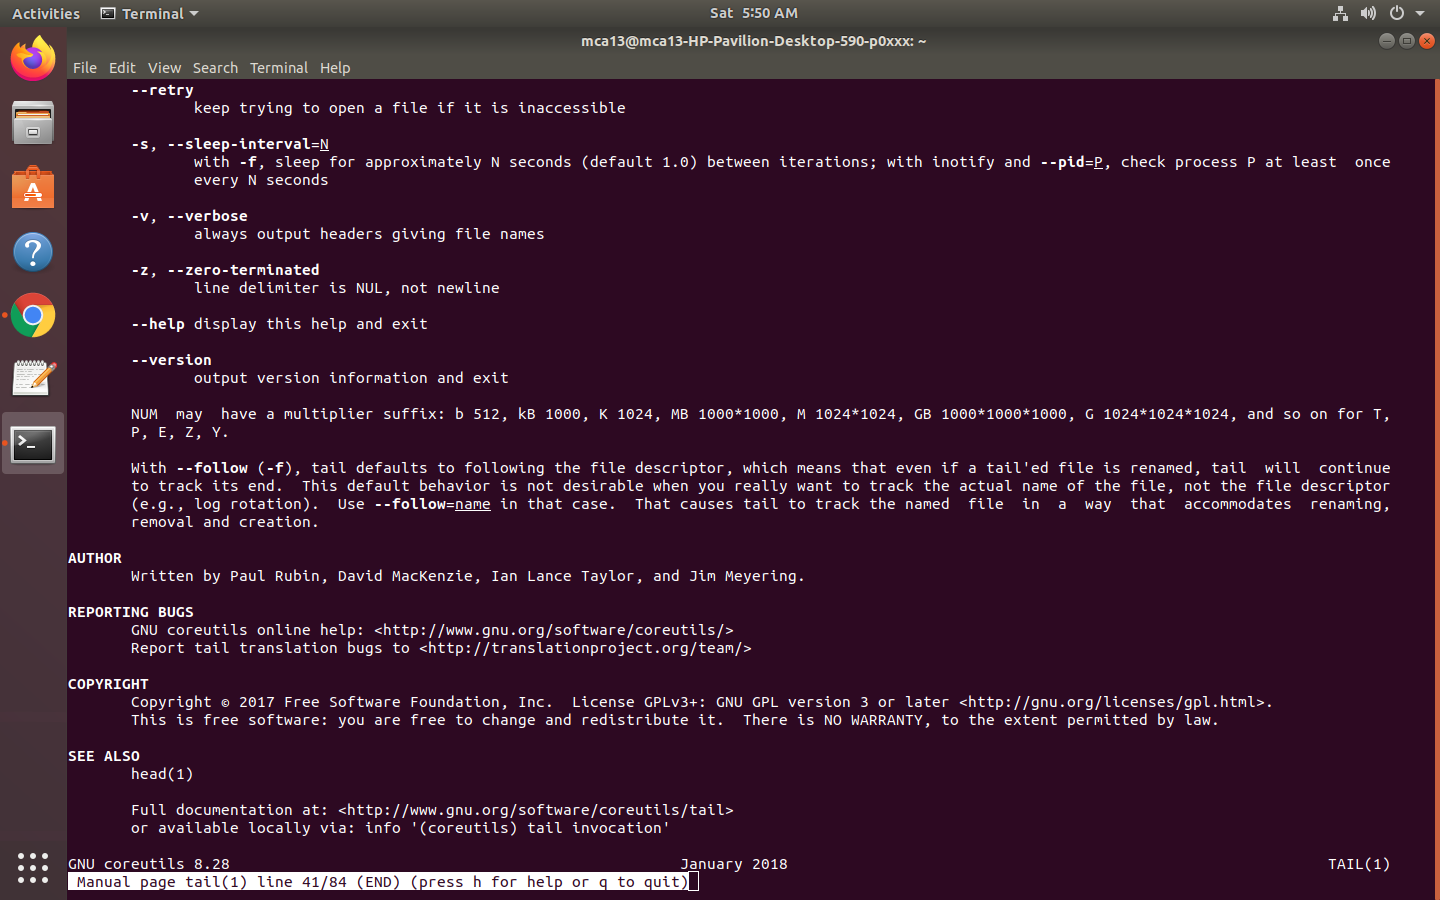 Activities Terminal Sat 5:50 AM
mca13@mca13-HP-Pavilion-Desktop-590-p0xxx: ~
File Edit View Search Terminal Help
--retry
keep trying to open a file if it is inaccessible
-s, --sleep-interval=N
with -f, sleep for approximately N seconds (default 1.0) between iterations; with inotify and --pid=P, check process P at least  once
every N seconds
-v, --verbose
always output headers giving file names
-z, --zero-terminated
line delimiter is NUL, not newline
--help display this help and exit
--version
output version information and exit
NUM  may  have a multiplier suffix: b 512, kB 1000, K 1024, MB 1000*1000, M 1024*1024, GB 1000*1000*1000, G 1024*1024*1024, and so on for T,
P, E, Z, Y.
With --follow (-f), tail defaults to following the file descriptor, which means that even if a tail'ed file is renamed, tail  will  continue
to track its end.  This default behavior is not desirable when you really want to track the actual name of the file, not the file descriptor
(e.g., log rotation).  Use --follow=name in that case.  That causes tail to track the named  file  in  a  way  that  accommodates  renaming,
removal and creation.
AUTHOR
Written by Paul Rubin, David MacKenzie, Ian Lance Taylor, and Jim Meyering.
REPORTING BUGS
GNU coreutils online help: <http://www.gnu.org/software/coreutils/>
Report tail translation bugs to <http://translationproject.org/team/>
COPYRIGHT
Copyright © 2017 Free Software Foundation, Inc.  License GPLv3+: GNU GPL version 3 or later <http://gnu.org/licenses/gpl.html>.
This is free software: you are free to change and redistribute it.  There is NO WARRANTY, to the extent permitted by law.
SEE ALSO
head(1)
Full documentation at: <http://www.gnu.org/software/coreutils/tail>
or available locally via: info '(coreutils) tail invocation'
GNU coreutils 8.28 January 2018 TAIL(1)
Manual page tail(1) line 41/84 (END) (press h for help or q to quit)